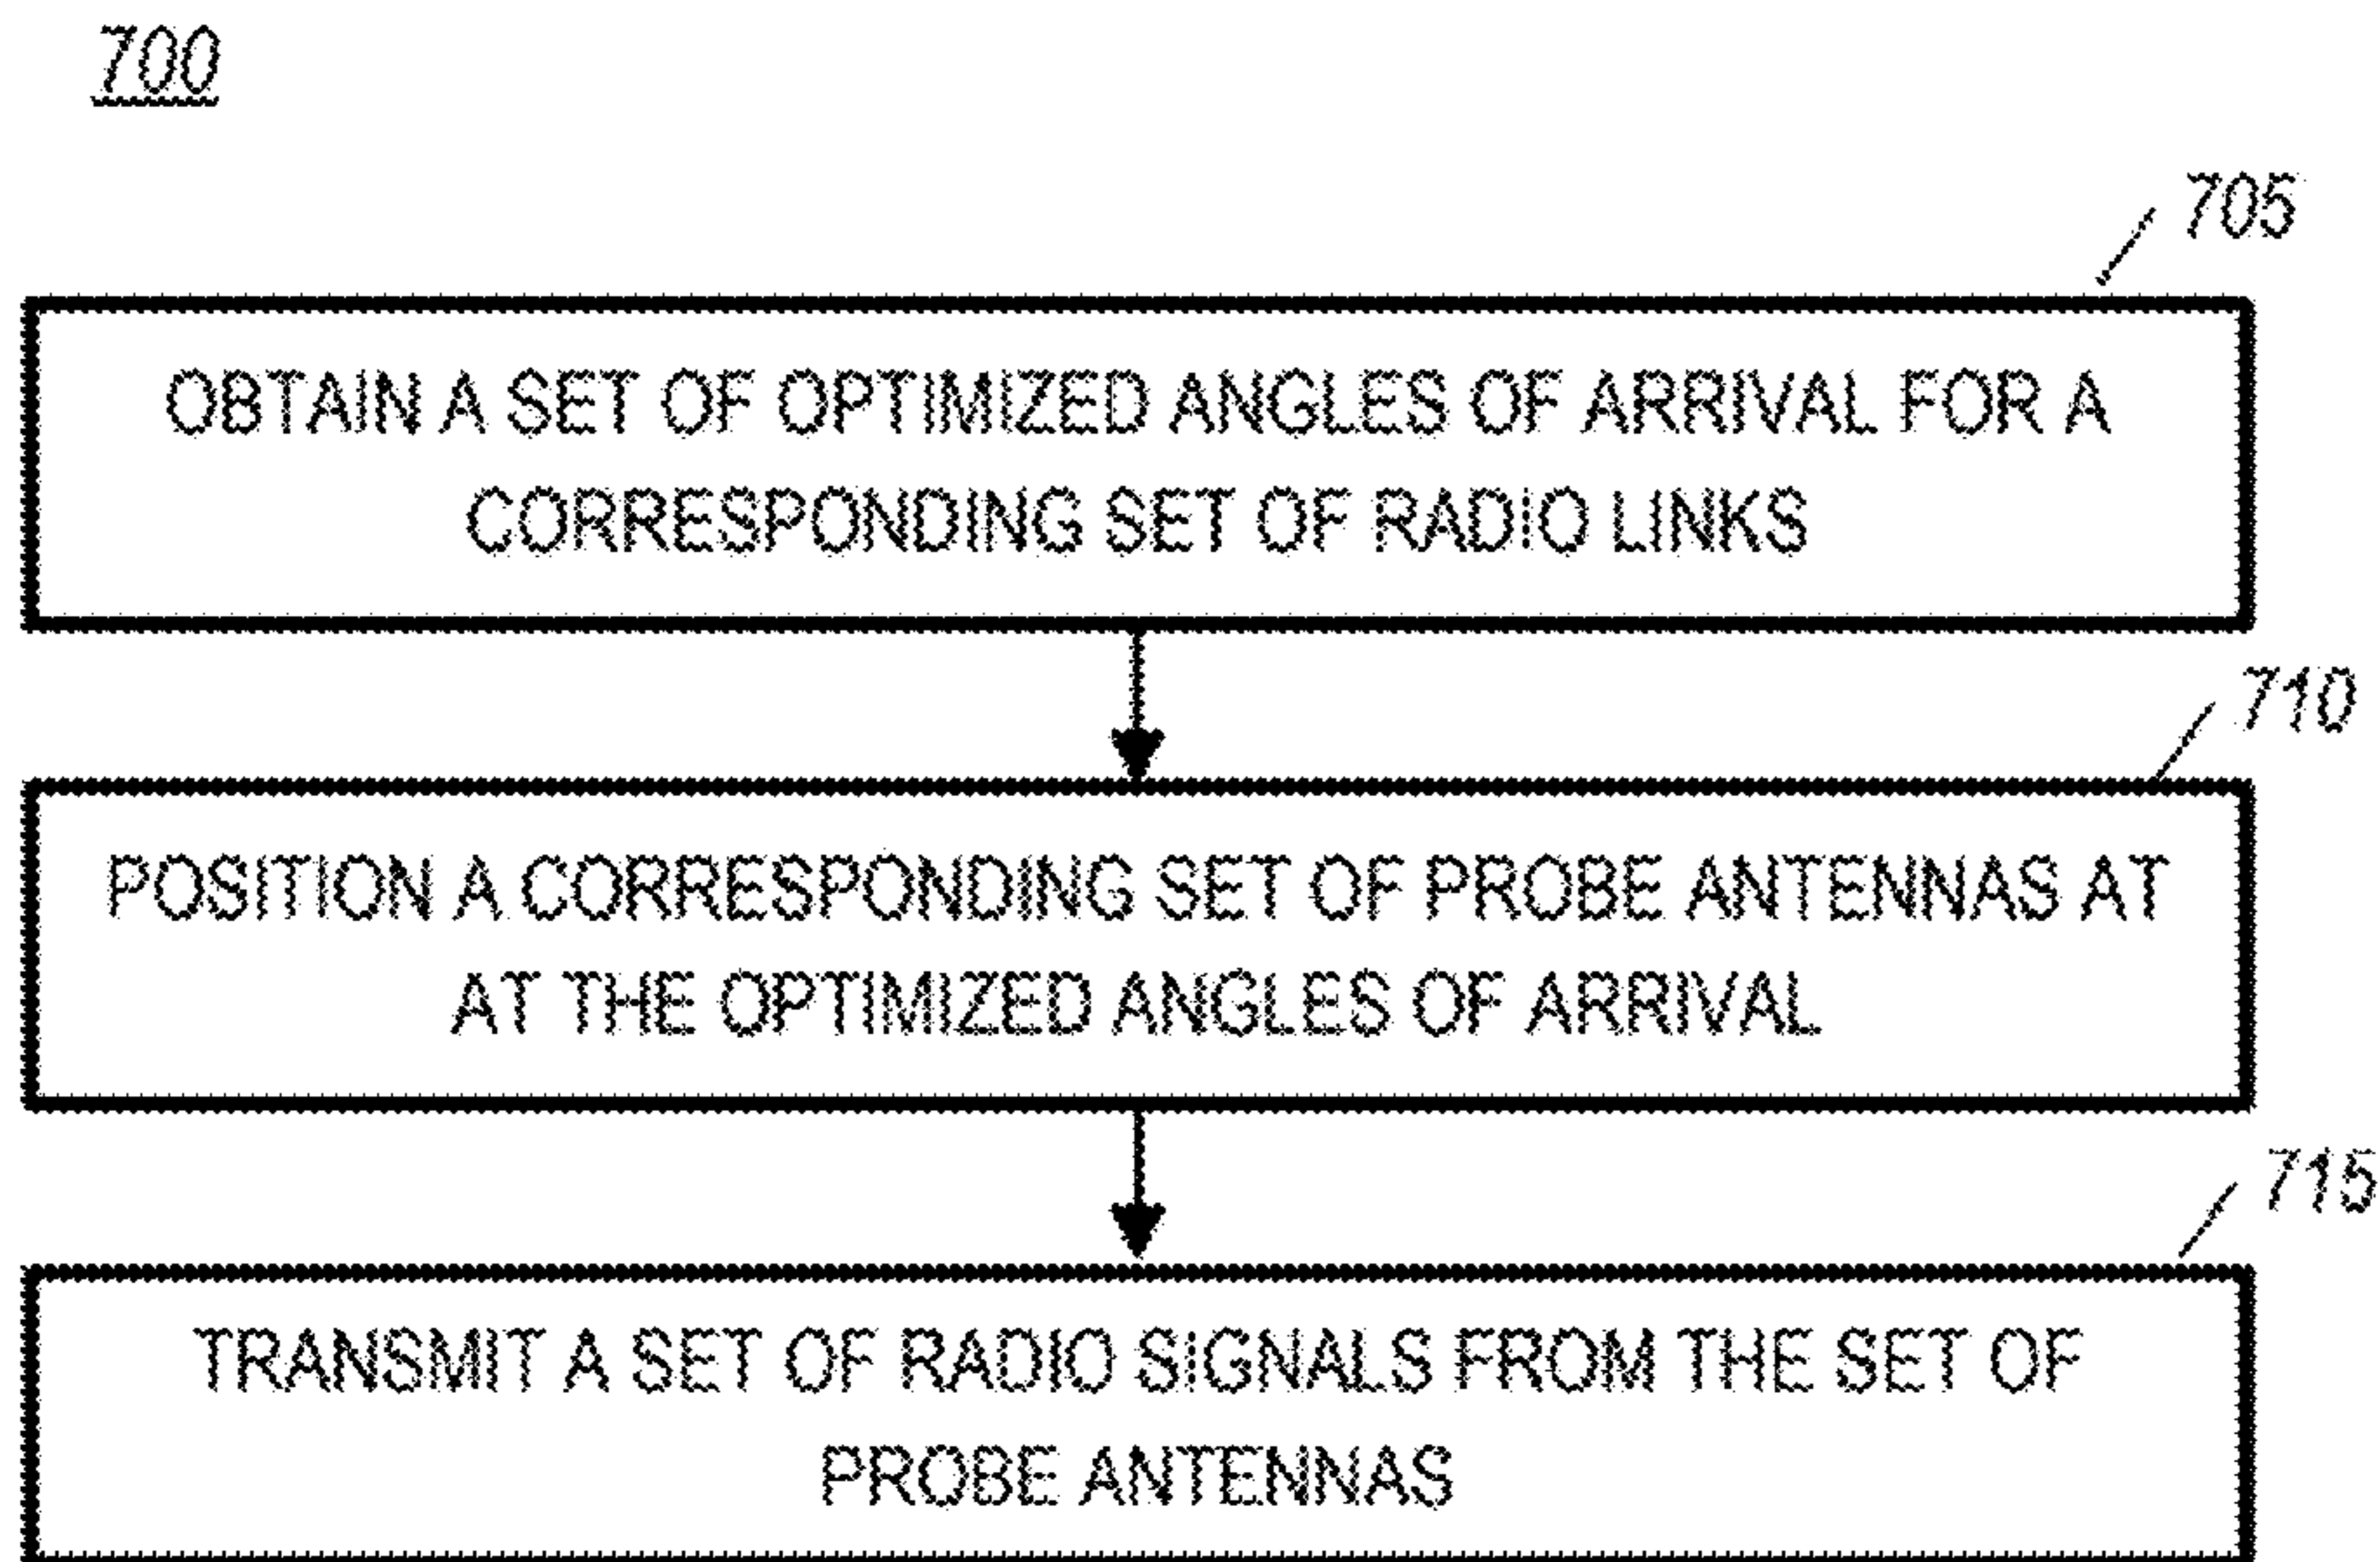 700
705
OBTAIN A SET OF OPTIMIZED ANGLES OF ARRIVAL FOR A
CORRESPONDING SET OF RADIO LINKS
710
POSITION A CORRESPONDING SET OF PROBE ANTENNAS AT
AT THE OPTIMIZED ANGLES OF ARRIVAL
715
TRANSMIT A SET OF RADIO SIGNALS FROM THE SET OF
PROBE ANTENNAS